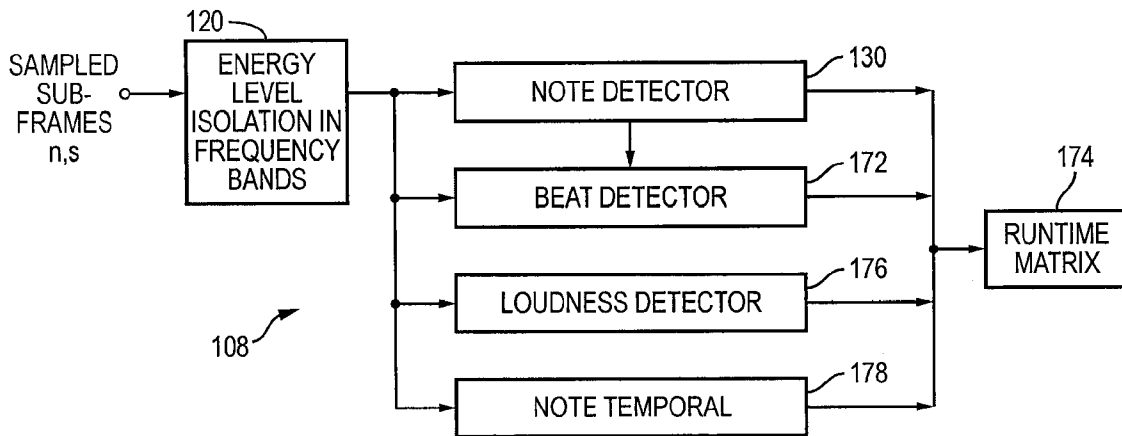 120
SAMPLED
SUB-
FRAMES
n,s
ENERGY
LEVEL
ISOLATION IN
FREQUENCY
BANDS
NOTE DETECTOR
130
BEAT DETECTOR
172
LOUDNESS DETECTOR
176
NOTE TEMPORAL
178
174
RUNTIME
MATRIX
108